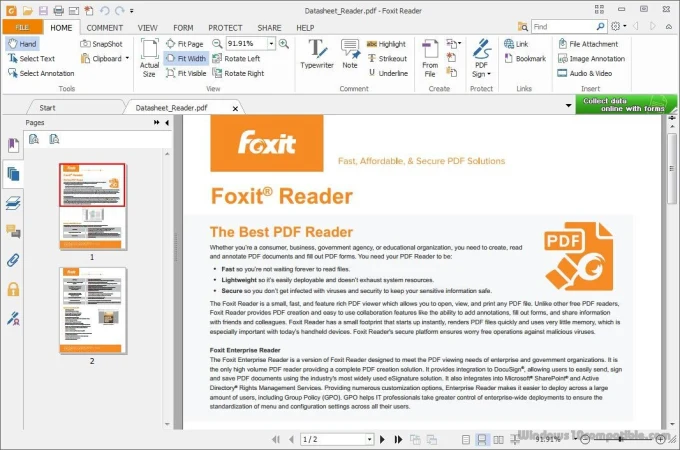 Datasheet_Reader.pdf - Foxit Reader
FILE HOME COMMENT VIEW FORM PROTECT SHARE HELP Find
Hand SnapShot Fit Page 91.91% Highlight Link File Attachment
Select Text Clipboard Fit Width Rotate Left Strikeout Bookmark Image Annotation
Select Annotation Actual Size Fit Visible Rotate Right Typewriter Note Underline From File PDF Sign Audio & Video
Tools View Comment Create Protect Links Insert
Start Datasheet_Reader.pdf Collect data
online with forms
Pages
1
2
Foxit
Fast, Affordable, & Secure PDF Solutions
Foxit® Reader
The Best PDF Reader
PDF
Whether you're a consumer, business, government agency, or educational organization, you need to create, read
and annotate PDF documents and fill out PDF forms. You need your PDF Reader to be:
• Fast so you're not waiting forever to read files.
• Lightweight so it's easily deployable and doesn't exhaust system resources.
• Secure so you don't get infected with viruses and security to keep your sensitive information safe.
The Foxit Reader is a small, fast, and feature rich PDF viewer which allows you to open, view, and print any PDF file. Unlike other free PDF readers,
Foxit Reader provides PDF creation and easy to use collaboration features like the ability to add annotations, fill out forms, and share information
with friends and colleagues. Foxit Reader has a small footprint that starts up instantly, renders PDF files quickly and uses very little memory, which is
especially important with today's handheld devices. Foxit Reader's secure platform ensures worry free operations against malicious viruses.
Foxit Enterprise Reader
The Foxit Enterprise Reader is a version of Foxit Reader designed to meet the PDF viewing needs of enterprise and government organizations. It is
the only high volume PDF reader providing a complete PDF creation solution. It provides integration to DocuSign®, allowing users to easily send, sign
and save PDF documents using the industry's most widely used eSignature solution. It also integrates into Microsoft® SharePoint® and Active
Directory® Rights Management Services. Providing numerous customization options, Enterprise Reader makes it easier to deploy across a large
amount of users, including Group Policy (GPO). GPO helps IT professionals take greater control of enterprise-wide deployments to ensure the
standardization of menu and configuration settings across all their users.
1 / 2 91.91%
Windows10compatible.com